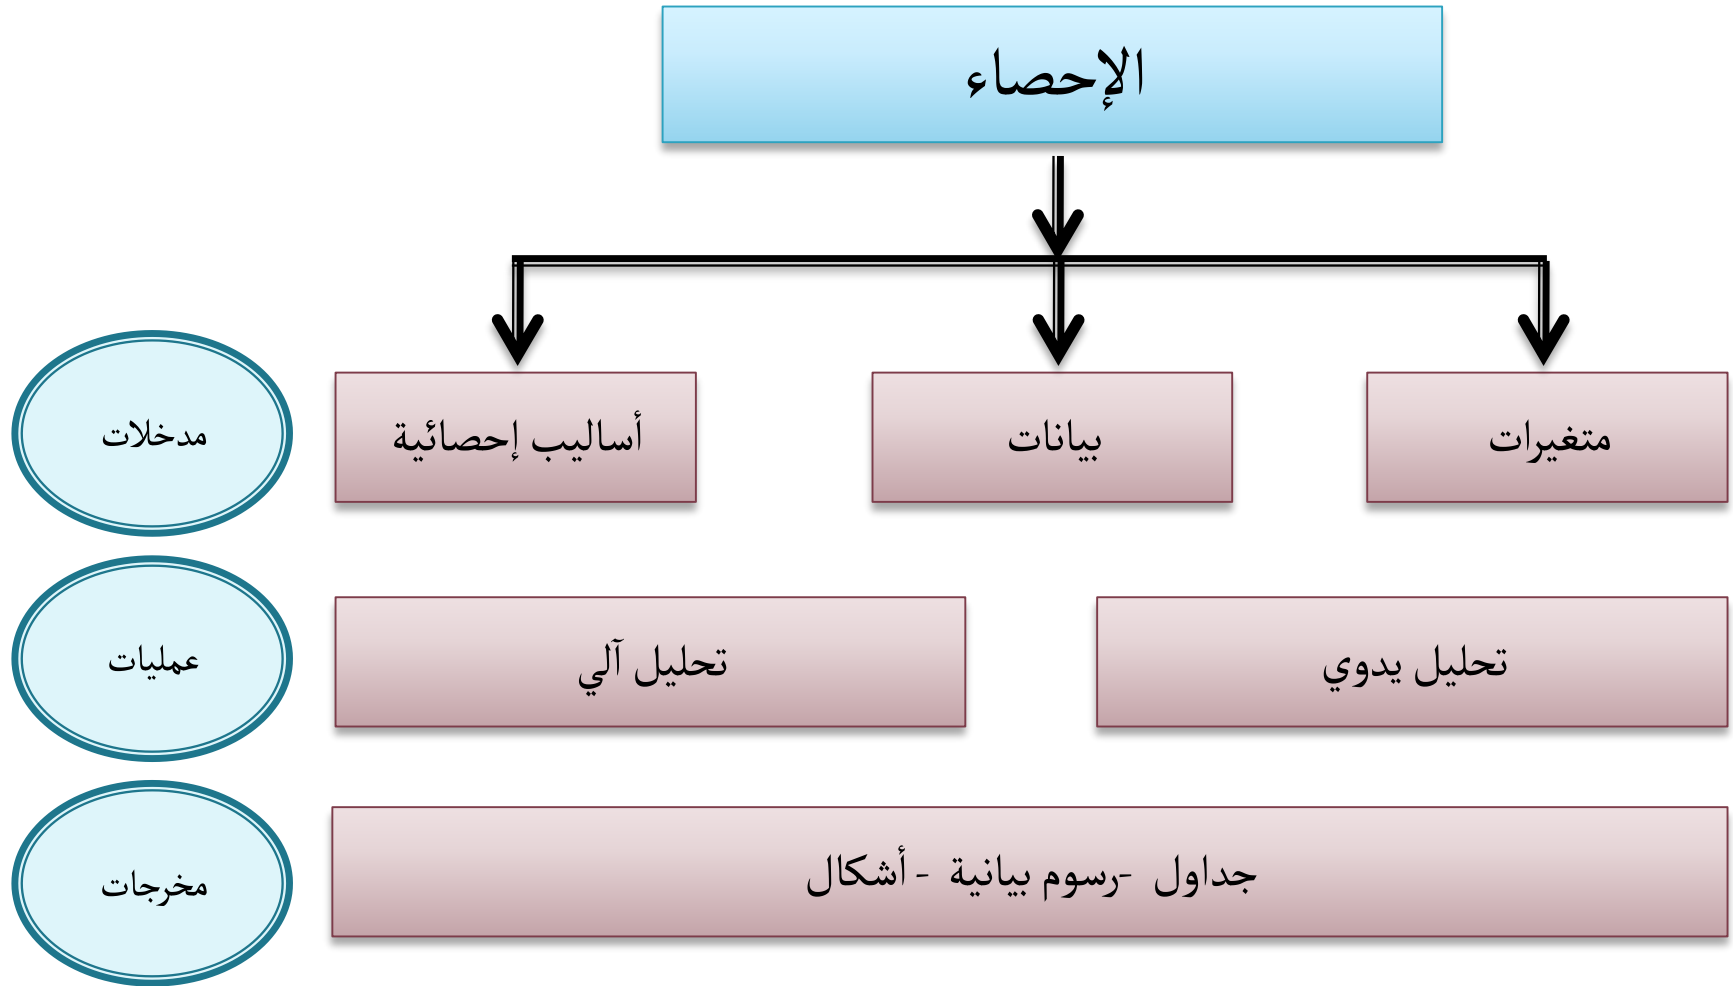 الإحصاء
متغيرات
بيانات
أساليب إحصائية
مدخلات
تحليل يدوي
تحليل آلي
عمليات
جداول -رسوم بيانية - أشكال
مخرجات